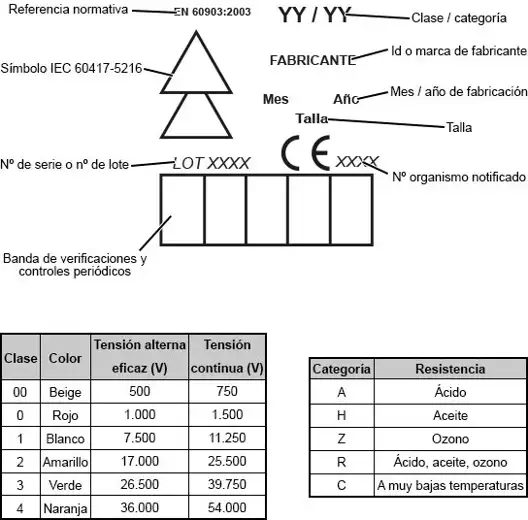 Referencia normativa
EN 60903:2003
YY / YY
Clase / categoría
Id o marca de fabricante
FABRICANTE
Símbolo IEC 60417-5216
Mes
Año
Mes / año de fabricación
Talla
Talla
Nº de serie o nº de lote
LOT XXXX
CE
XXXX
Nº organismo notificado
Banda de verificaciones y
controles periódicos
Clase Color Tensión alterna eficaz (V) Tensión continua (V)
00 Beige 500 750
0 Rojo 1.000 1.500
1 Blanco 7.500 11.250
2 Amarillo 17.000 25.500
3 Verde 26.500 39.750
4 Naranja 36.000 54.000
Categoría Resistencia
A Ácido
H Aceite
Z Ozono
R Ácido, aceite, ozono
C A muy bajas temperaturas